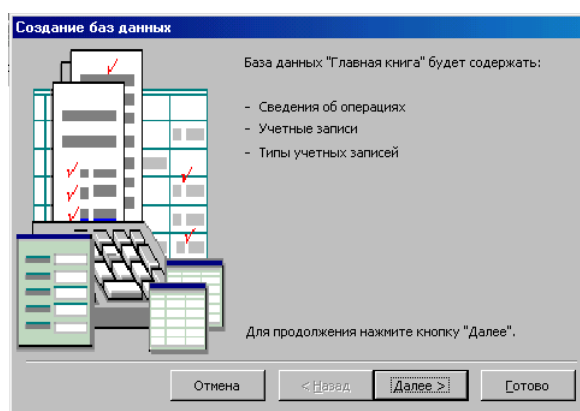 Создание баз данных
База данных "Главная книга" будет содержать:
- Сведения об операциях
- Учетные записи
- Типы учетных записей
Для продолжения нажмите кнопку "Далее".
Отмена
< Назад
Далее >
Готово